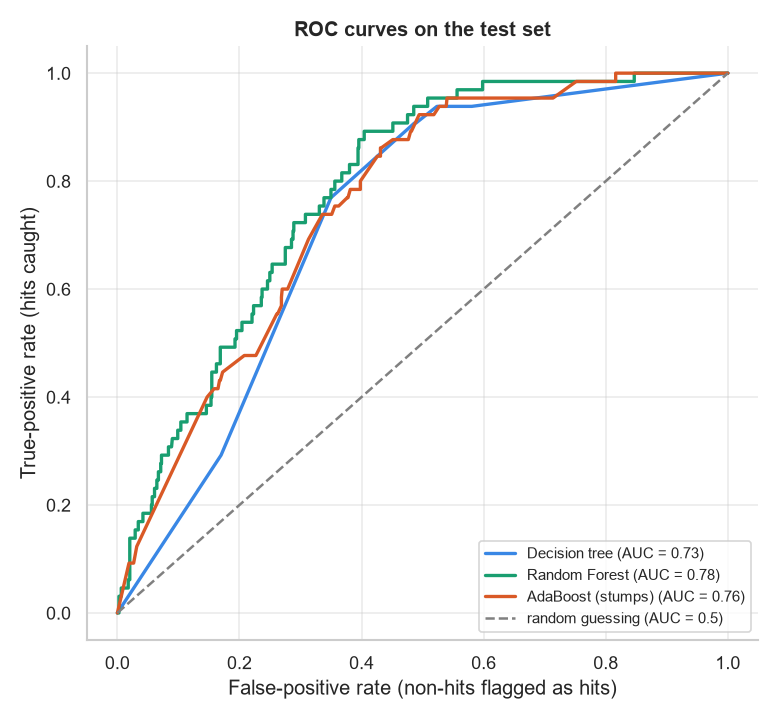 ROC curves on the test set
True-positive rate (hits caught)
1.0
0.8
0.6
0.4
0.2
0.0
0.0 0.2 0.4 0.6 0.8 1.0
False-positive rate (non-hits flagged as hits)
Decision tree (AUC = 0.73)
Random Forest (AUC = 0.78)
AdaBoost (stumps) (AUC = 0.76)
random guessing (AUC = 0.5)